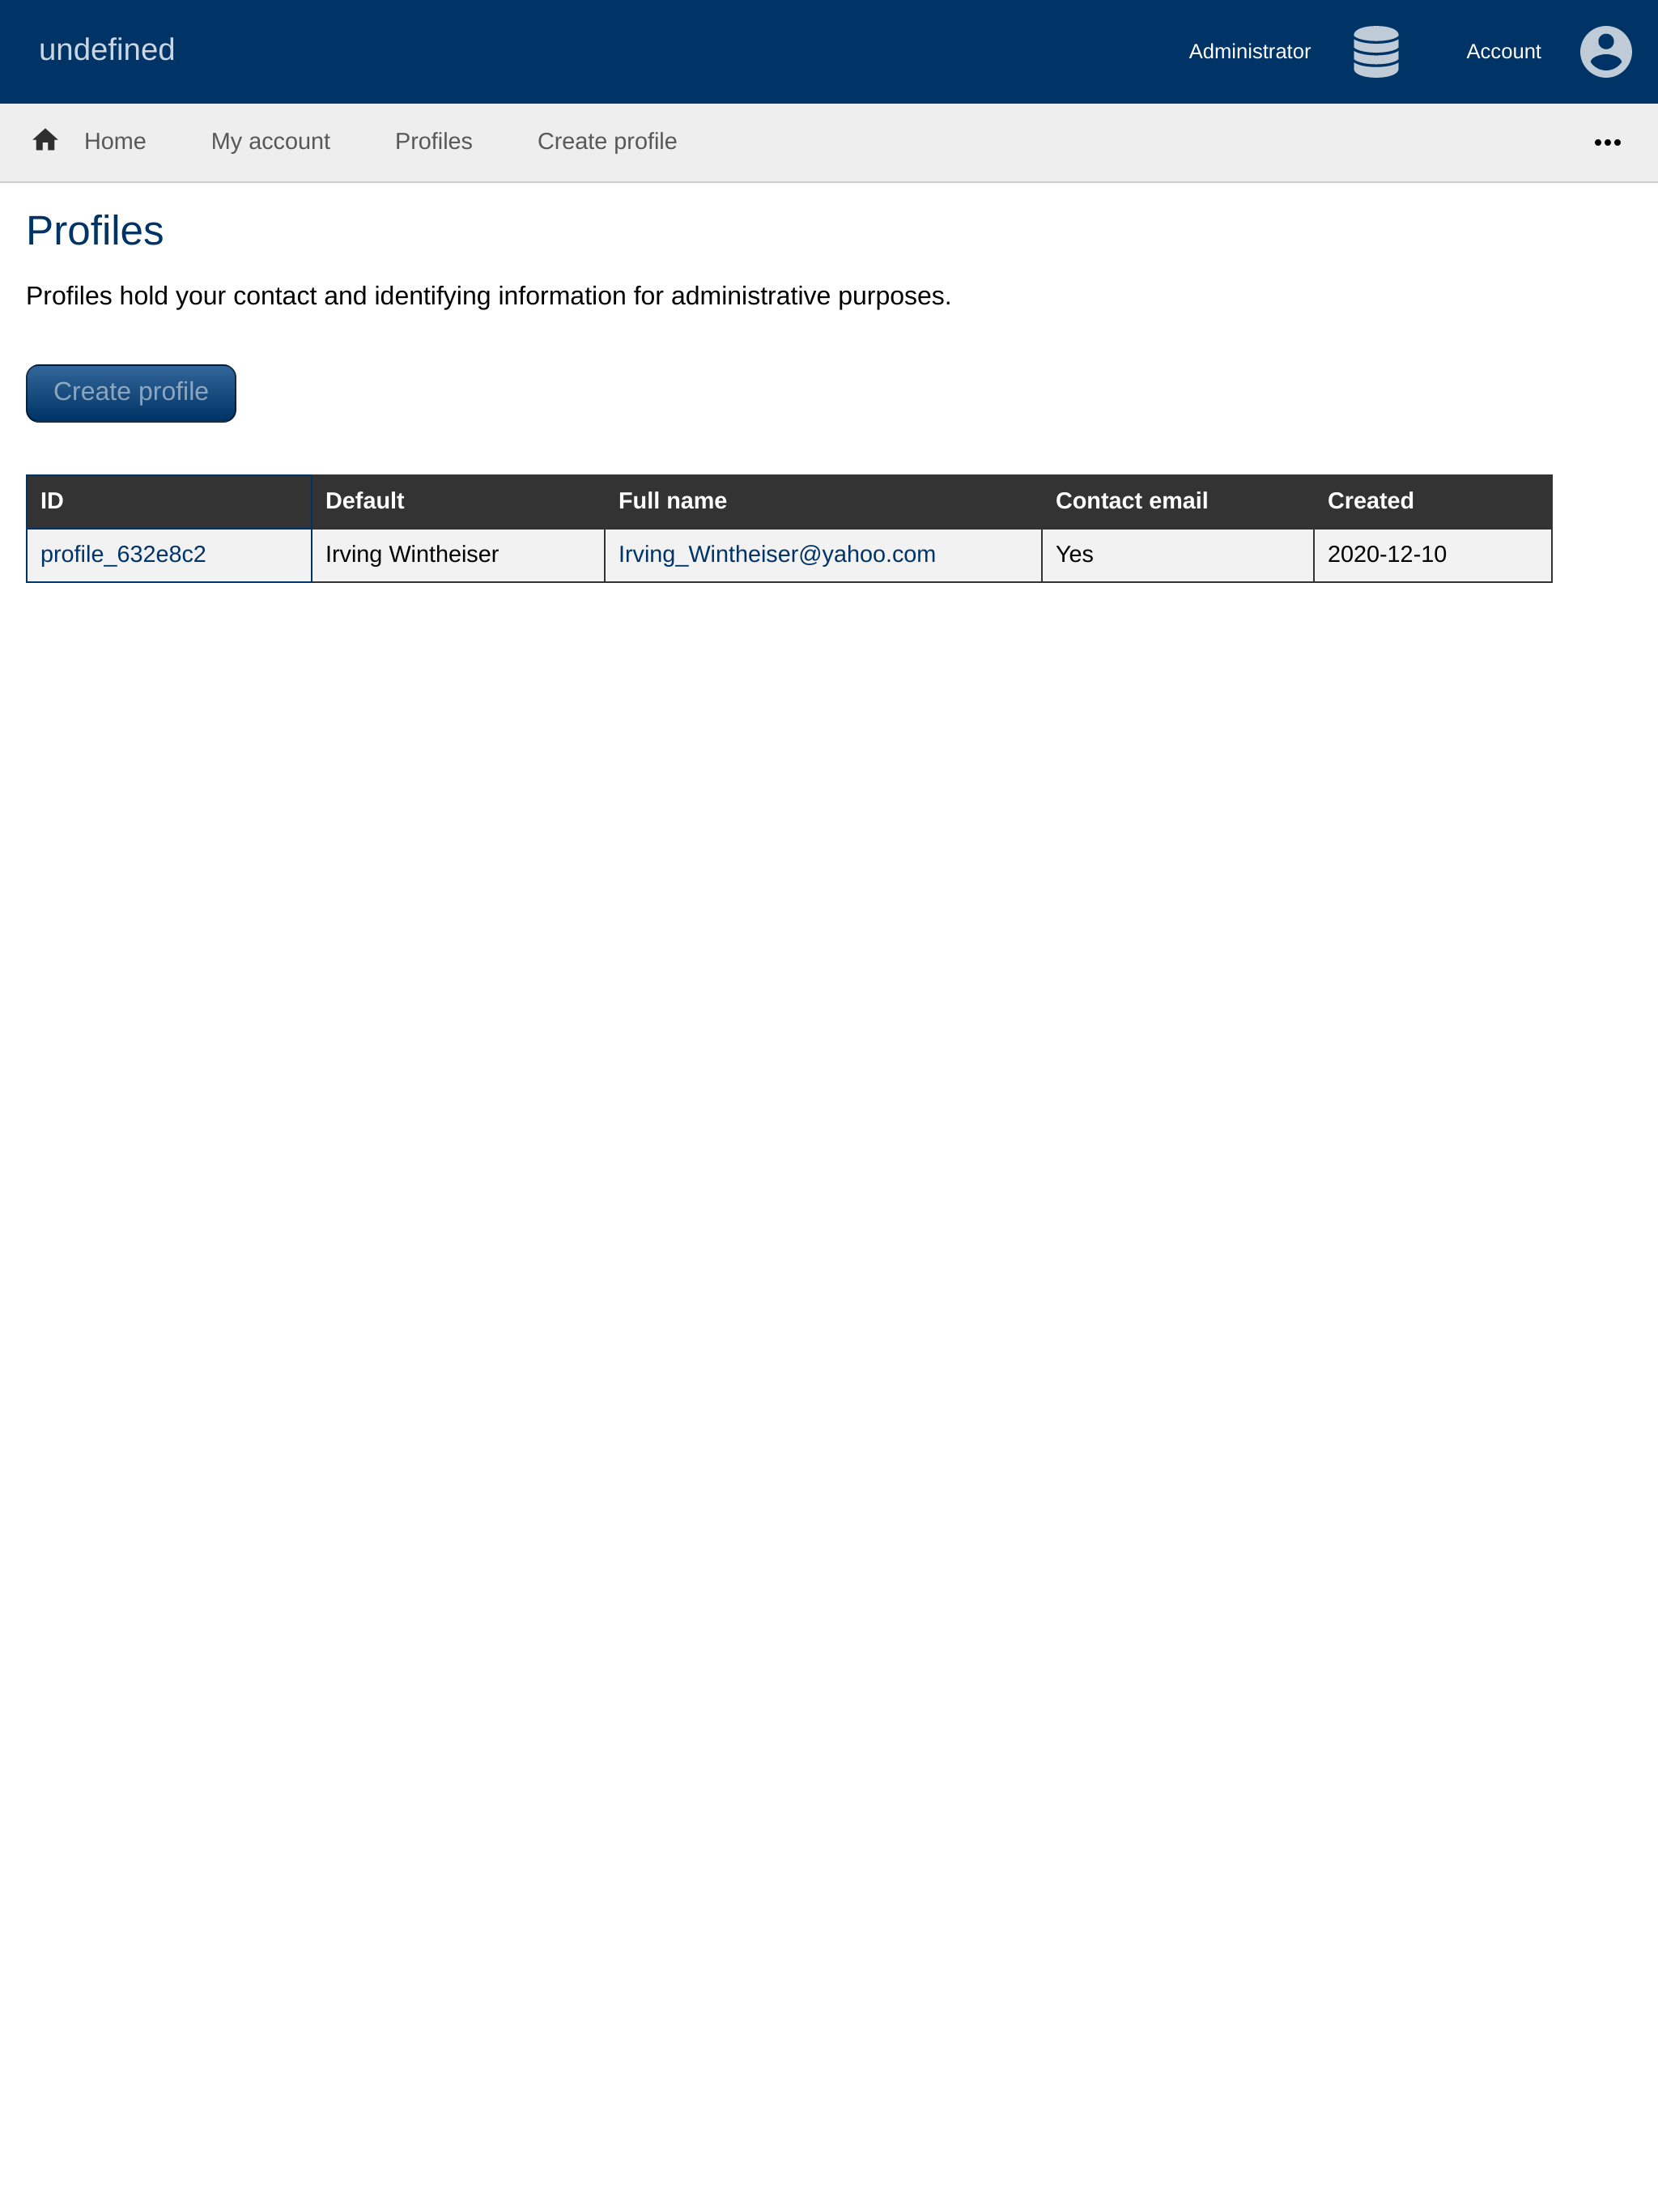 undefined
Administrator
Account
Home
My account
Profiles
Create profile
Profiles
Profiles hold your contact and identifying information for administrative purposes.
Create profile
ID Default Full name Contact email Created
profile_632e8c2 Irving Wintheiser Irving_Wintheiser@yahoo.com Yes 2020-12-10